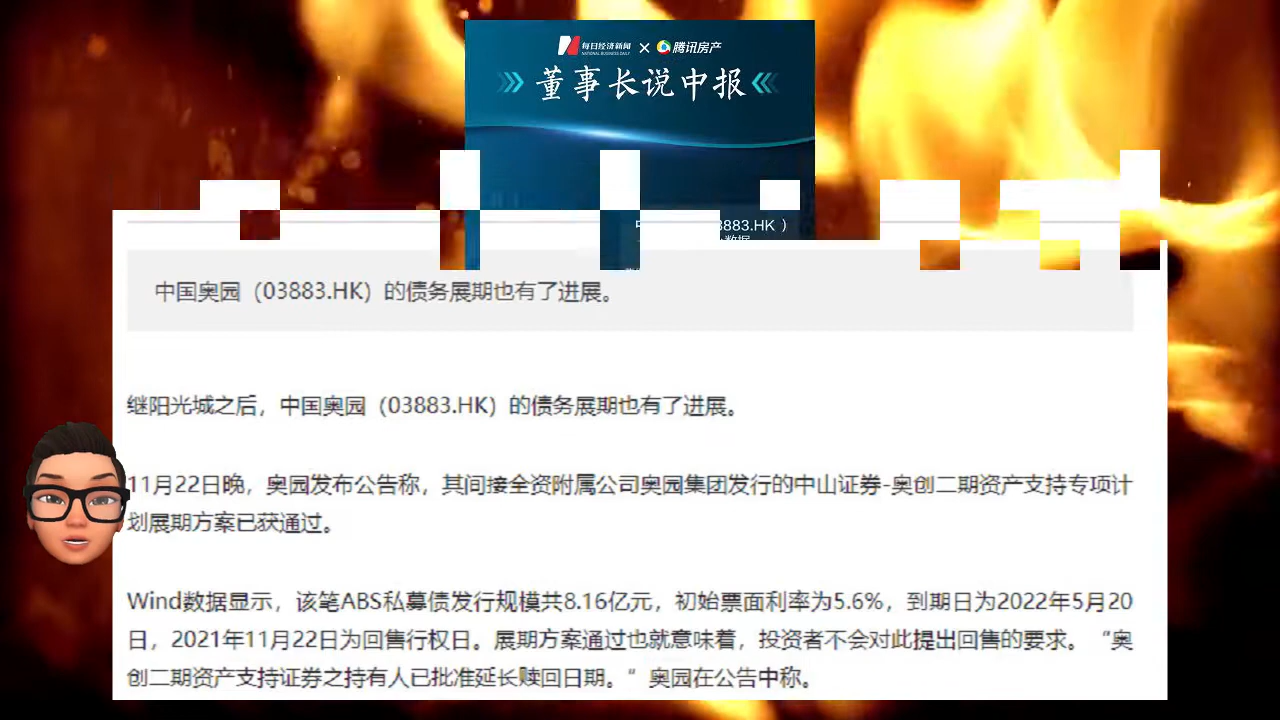 每日经济新闻
NATIONAL BUSINESS DAILY
×
腾讯房产
董事长说中报
3883.HK ）
数据
中国奥园（03883.HK）的债务展期也有了进展。
继阳光城之后，中国奥园（03883.HK）的债务展期也有了进展。
11月22日晚，奥园发布公告称，其间接全资附属公司奥园集团发行的中山证券-奥创二期资产支持专项计
划展期方案已获通过。
Wind数据显示，该笔ABS私募债发行规模共8.16亿元，初始票面利率为5.6%，到期日为2022年5月20
日，2021年11月22日为回售行权日。展期方案通过也就意味着，投资者不会对此提出回售的要求。“奥
创二期资产支持证券之持有人已批准延长赎回日期。“ 奥园在公告中称。